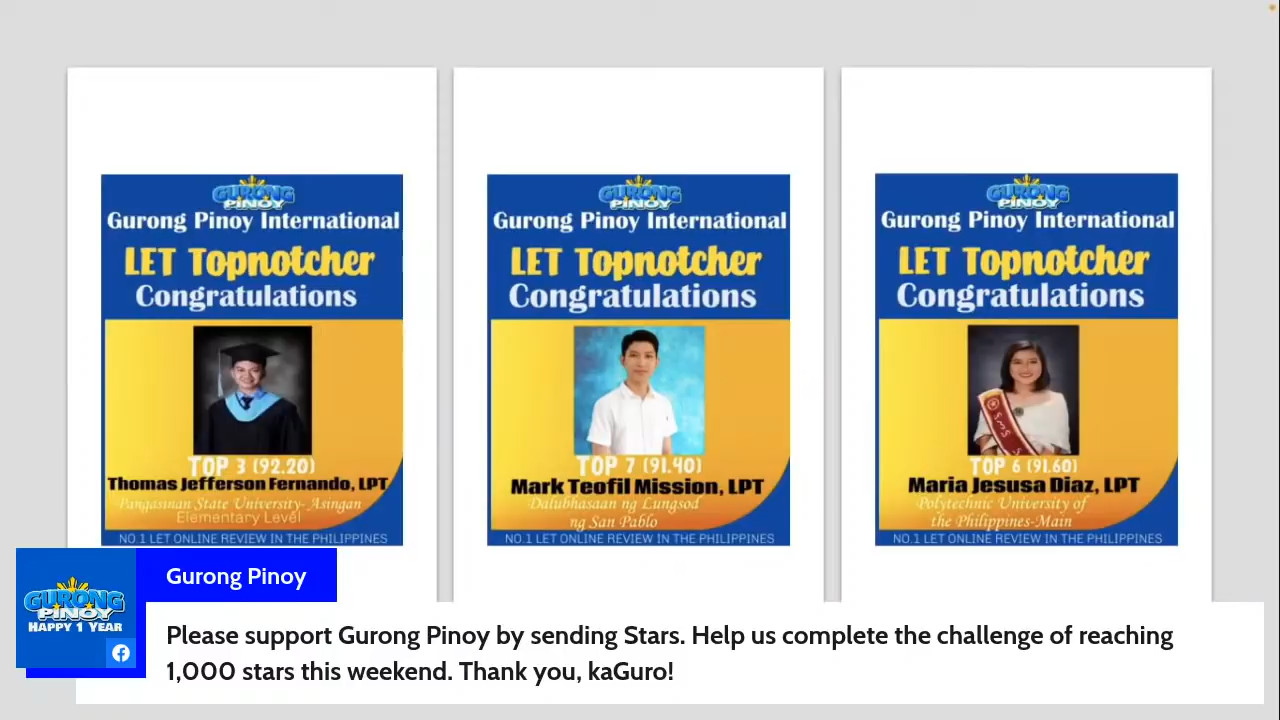 GURONG
PINOY
Gurong Pinoy International
LET Topnotcher
Congratulations
TOP 3 (92.20)
Thomas Jefferson Fernando, LPT
Pangasinan State University- Asingan
Elementary Level
NO.1 LET ONLINE REVIEW IN THE PHILIPPINES
GURONG
PINOY
Gurong Pinoy International
LET Topnotcher
Congratulations
TOP 7 (91.40)
Mark Teofil Mission, LPT
Dalubhasaan ng Lungsod
ng San Pablo
NO.1 LET ONLINE REVIEW IN THE PHILIPPINES
GURONG
PINOY
Gurong Pinoy International
LET Topnotcher
Congratulations
SMS
TOP 6 (91.60)
Maria Jesusa Diaz, LPT
Polytechnic University of
the Philippines-Main
NO.1 LET ONLINE REVIEW IN THE PHILIPPINES
GURONG
PINOY
HAPPY 1 YEAR
Gurong Pinoy
Please support Gurong Pinoy by sending Stars. Help us complete the challenge of reaching
1,000 stars this weekend. Thank you, kaGuro!